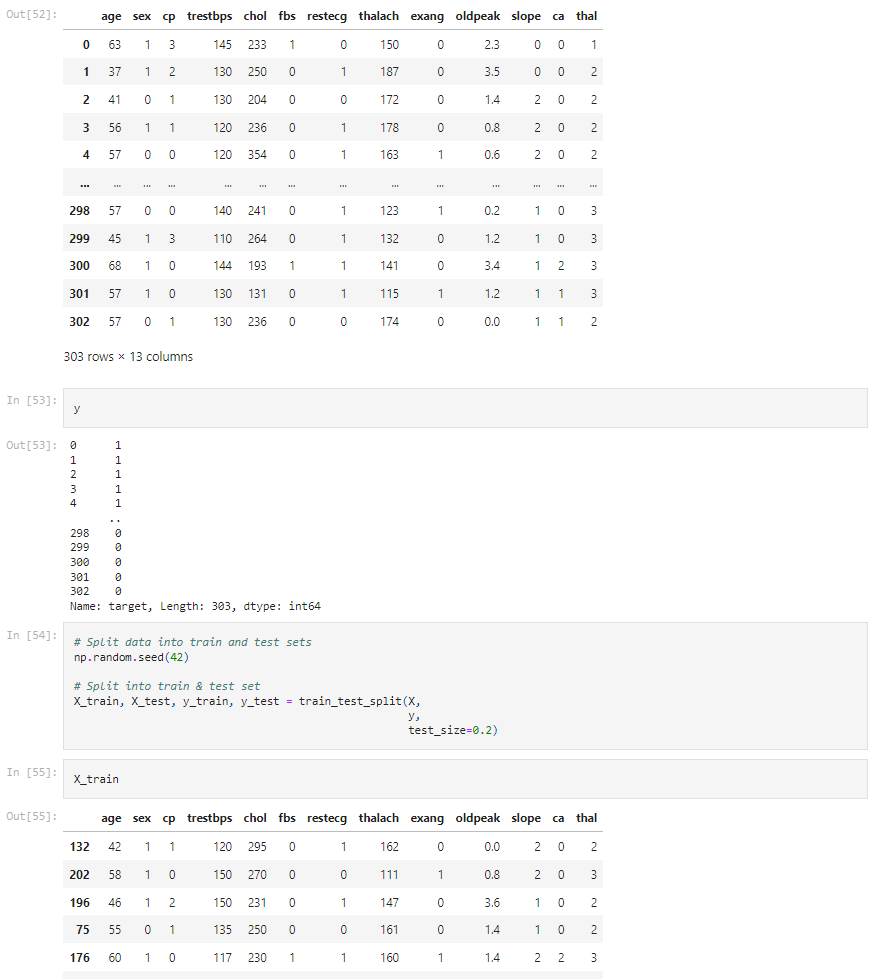 Out[52]:
age sex cp trestbps chol fbs restecg thalach exang oldpeak slope ca thal
0 63 1 3 145 233 1 0 150 0 2.3 0 0 1
1 37 1 2 130 250 0 1 187 0 3.5 0 0 2
2 41 0 1 130 204 0 0 172 0 1.4 2 0 2
3 56 1 1 120 236 0 1 178 0 0.8 2 0 2
4 57 0 0 120 354 0 1 163 1 0.6 2 0 2
... ... ... ... ... ... ... ... ... ... ... ... ... ...
298 57 0 0 140 241 0 1 123 1 0.2 1 0 3
299 45 1 3 110 264 0 1 132 0 1.2 1 0 3
300 68 1 0 144 193 1 1 141 0 3.4 1 2 3
301 57 1 0 130 131 0 1 115 1 1.2 1 1 3
302 57 0 1 130 236 0 0 174 0 0.0 1 1 2
303 rows × 13 columns
In [53]:
y
Out[53]:
0 1
1 1
2 1
3 1
4 1
..
298 0
299 0
300 0
301 0
302 0
Name: target, Length: 303, dtype: int64
In [54]:
# Split data into train and test sets
np.random.seed(42)
# Split into train & test set
X_train, X_test, y_train, y_test = train_test_split(X,
y,
test_size=0.2)
In [55]:
X_train
Out[55]:
age sex cp trestbps chol fbs restecg thalach exang oldpeak slope ca thal
132 42 1 1 120 295 0 1 162 0 0.0 2 0 2
202 58 1 0 150 270 0 0 111 1 0.8 2 0 3
196 46 1 2 150 231 0 1 147 0 3.6 1 0 2
75 55 0 1 135 250 0 0 161 0 1.4 1 0 2
176 60 1 0 117 230 1 1 160 1 1.4 2 2 3